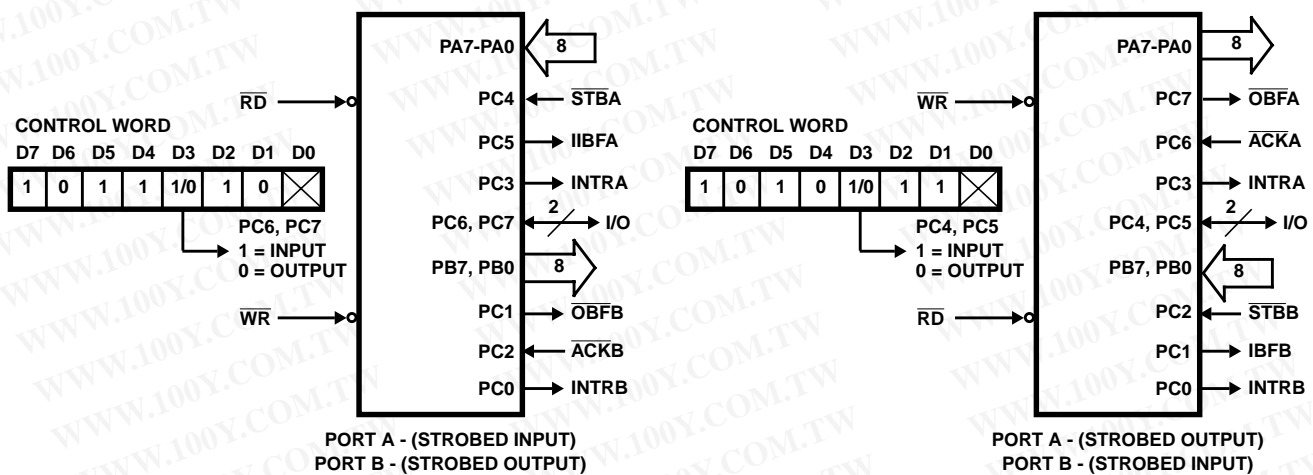 PA7-PA0
8
RD
PC4
STBA
CONTROL WORD
PC5
IIBFA
D7 D6 D5 D4 D3 D2 D1 D0
1 0 1 1 1/0 1 0
PC3
INTRA
PC6, PC7
1 = INPUT
0 = OUTPUT
PC6, PC7
2
I/O
PB7, PB0
8
WR
PC1
OBFB
PC2
ACKB
PC0
INTRB
PORT A - (STROBED INPUT)
PORT B - (STROBED OUTPUT)
PA7-PA0
8
WR
PC7
OBFA
CONTROL WORD
PC6
ACKA
D7 D6 D5 D4 D3 D2 D1 D0
1 0 1 0 1/0 1 1
PC3
INTRA
PC4, PC5
1 = INPUT
0 = OUTPUT
PC4, PC5
2
I/O
PB7, PB0
8
RD
PC2
STBB
PC1
IBFB
PC0
INTRB
PORT A - (STROBED OUTPUT)
PORT B - (STROBED INPUT)
WWW.100Y.COM.TW